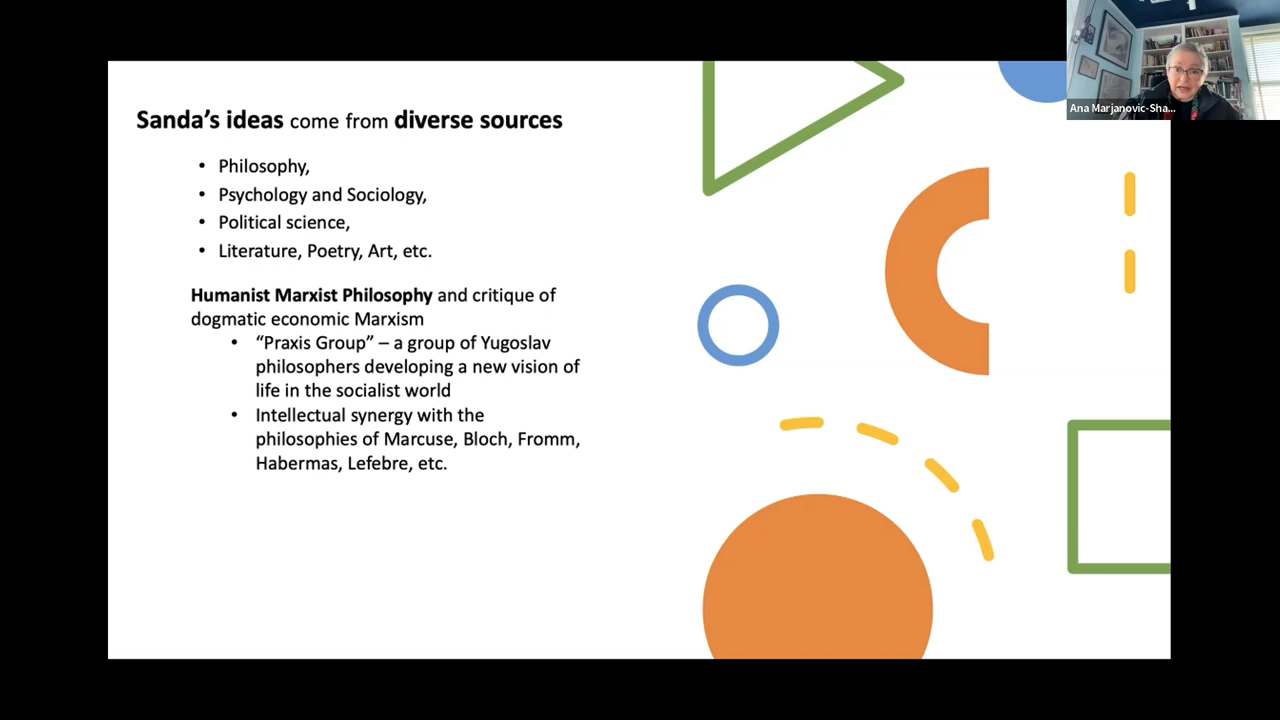 Sanda's ideas come from diverse sources
• Philosophy,
• Psychology and Sociology,
• Political science,
• Literature, Poetry, Art, etc.
Humanist Marxist Philosophy and critique of
dogmatic economic Marxism
• “Praxis Group” – a group of Yugoslav
philosophers developing a new vision of
life in the socialist world
• Intellectual synergy with the
philosophies of Marcuse, Bloch, Fromm,
Habermas, Lefebre, etc.
Ana Marjanovic-Sha...